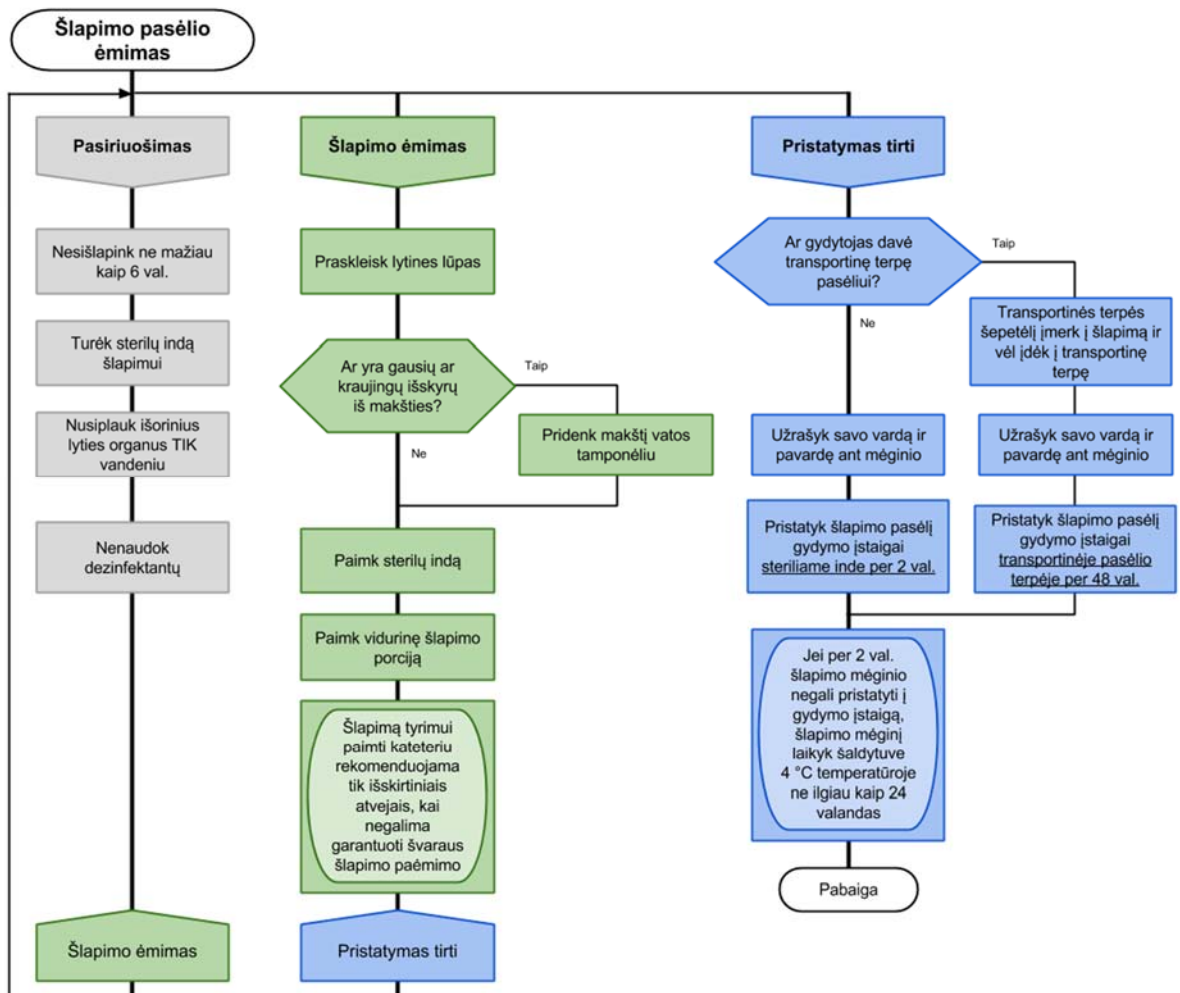 Šlapimo pasėlio
ėmimas
Pasiriuošimas
Nesišlapink ne mažiau
kaip 6 val.
Turėk sterilų indą
šlapimui
Nusiplauk išorinius
lyties organus TIK
vandeniu
Nenaudok
dezinfektantų
Šlapimo ėmimas
Šlapimo ėmimas
Praskleisk lytines lūpas
Ar yra gausių ar
kraujingų išskyrų
iš makšties?
Taip
Pridenk makštį vatos
tamponėliu
Ne
Paimk sterilų indą
Paimk vidurinę šlapimo
porciją
Šlapimą tyrimui
paimti kateteriu
rekomenduojama
tik išskirtiniais
atvejais, kai
negalima
garantuoti švaraus
šlapimo paėmimo
Pristatymas tirti
Pristatymas tirti
Ar gydytojas davė
transportinę terpę
pasėliui?
Taip
Transportinės terpės
šepetėlį įmerk į šlapimą ir
vėl įdėk į transportinę
terpę
Ne
Užrašyk savo vardą ir
pavardę ant mėginio
Užrašyk savo vardą ir
pavardę ant mėginio
Pristatyk šlapimo pasėlį
gydymo įstaigai
steriliame inde per 2 val.
Pristatyk šlapimo pasėlį
gydymo įstaigai
transportinėje pasėlio
terpėje per 48 val.
Jei per 2 val.
šlapimo mėginio
negali pristatyti į
gydymo įstaigą,
šlapimo mėginį
laikyk šaldytuve
4 °C temperatūroje
ne ilgiau kaip 24
valandas
Pabaiga